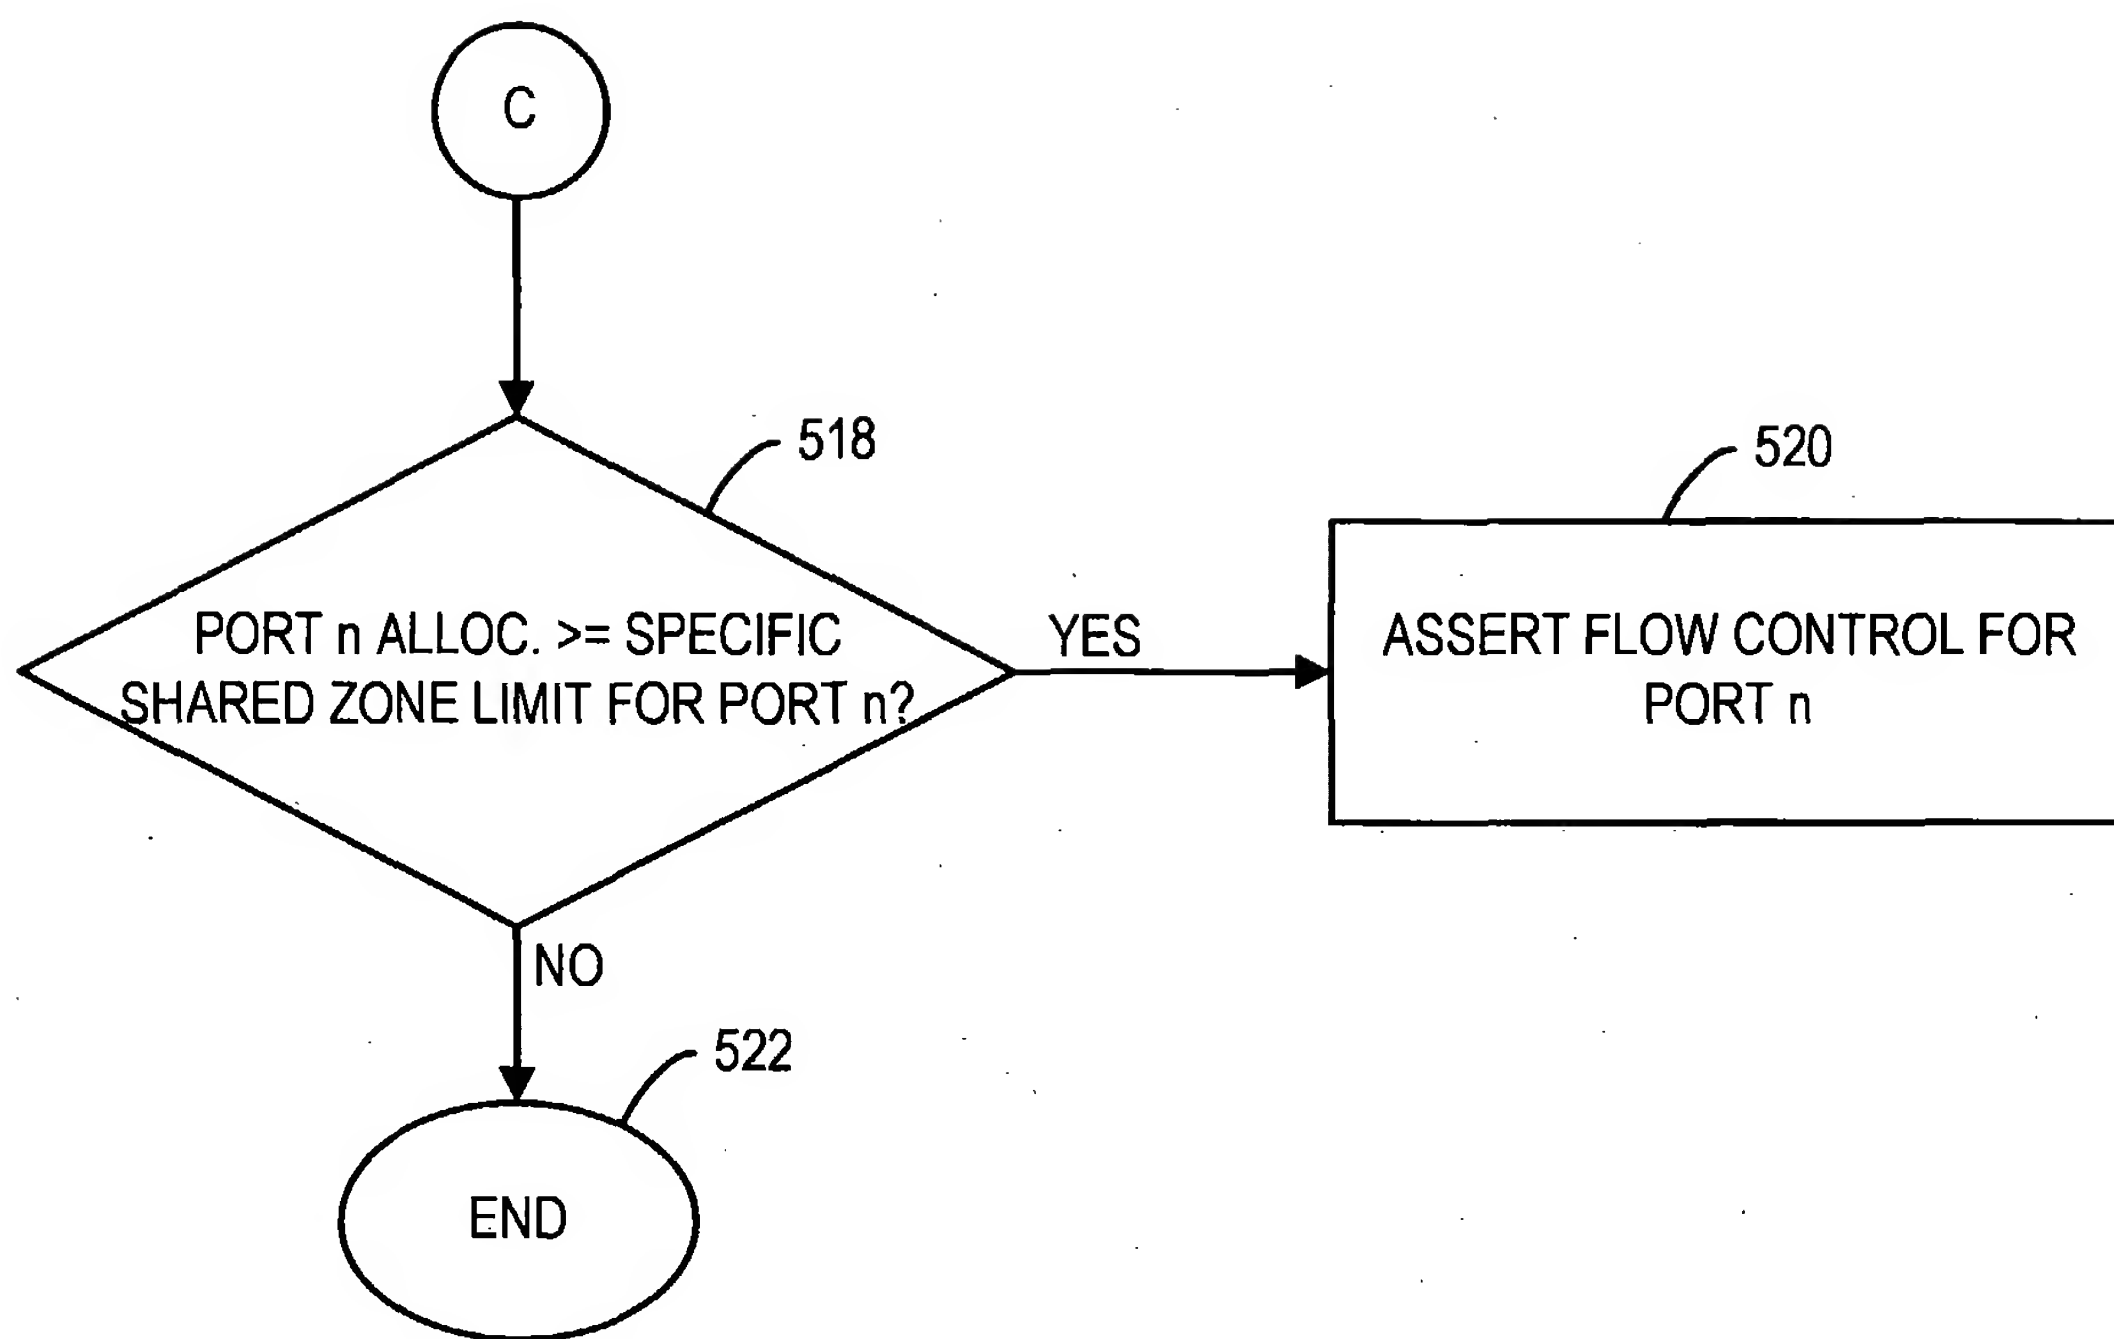 C
518
PORT n ALLOC. >= SPECIFIC
SHARED ZONE LIMIT FOR PORT n?
YES
520
ASSERT FLOW CONTROL FOR
PORT n
NO
522
END